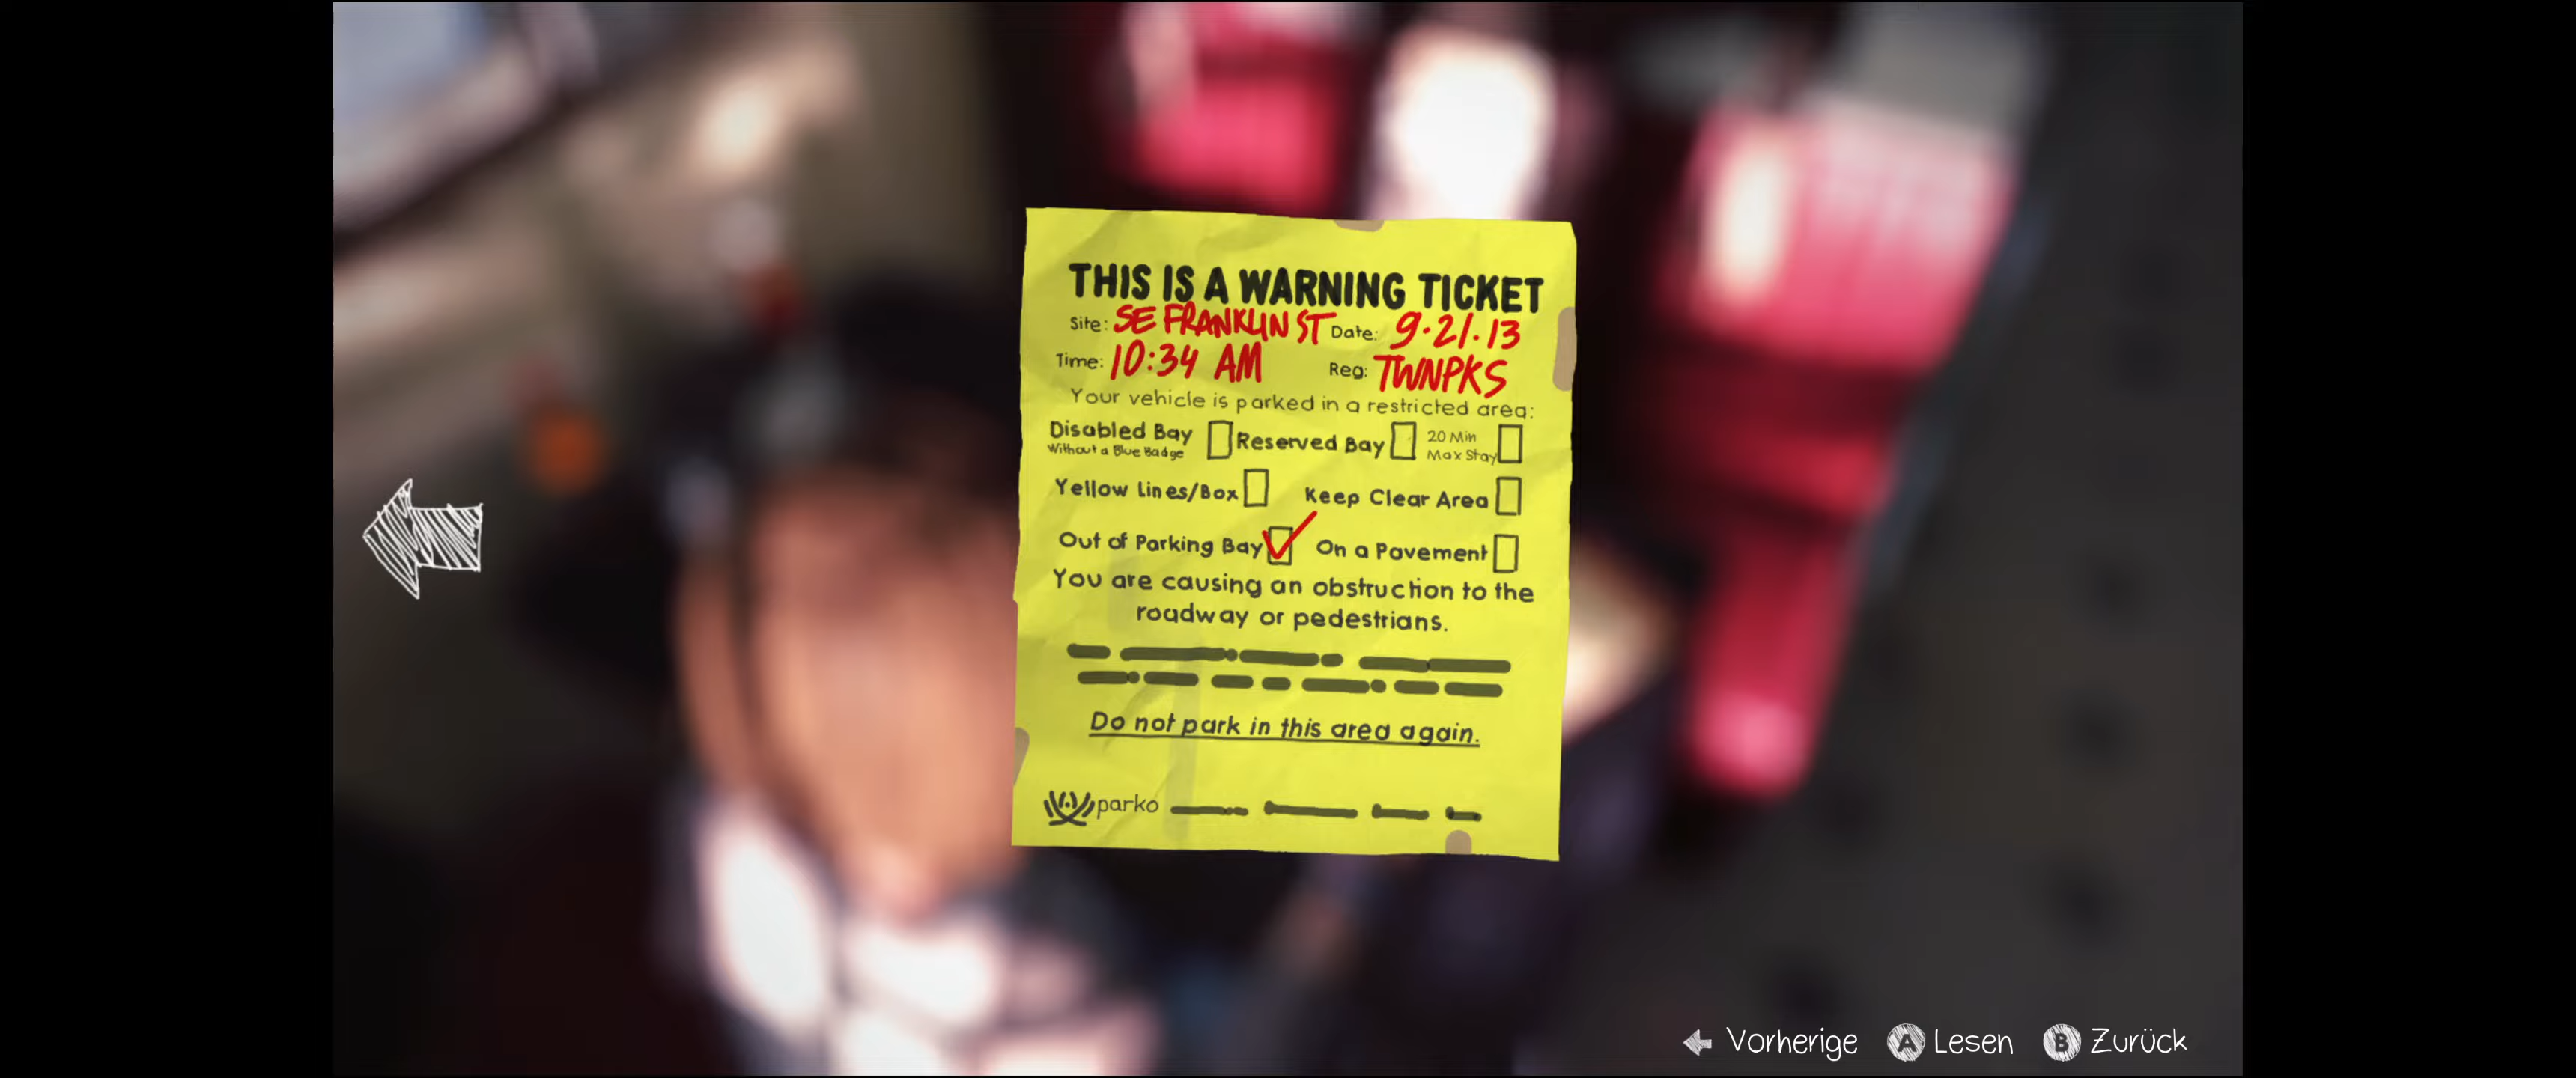 THIS IS A WARNING TICKET
Site: SE FRANKLIN ST Date: 9.21.13
Time: 10:34 AM Reg: TWNPKS
Your vehicle is parked in a restricted area:
Disabled Bay Reserved Bay 20 Min
Without a Blue Badge Max Stay
Yellow Lines/Box Keep Clear Area
Out of Parking Bay On a Pavement
You are causing an obstruction to the
roadway or pedestrians.
Do not park in this area again.
parko
Vorherige A Lesen B Zurück